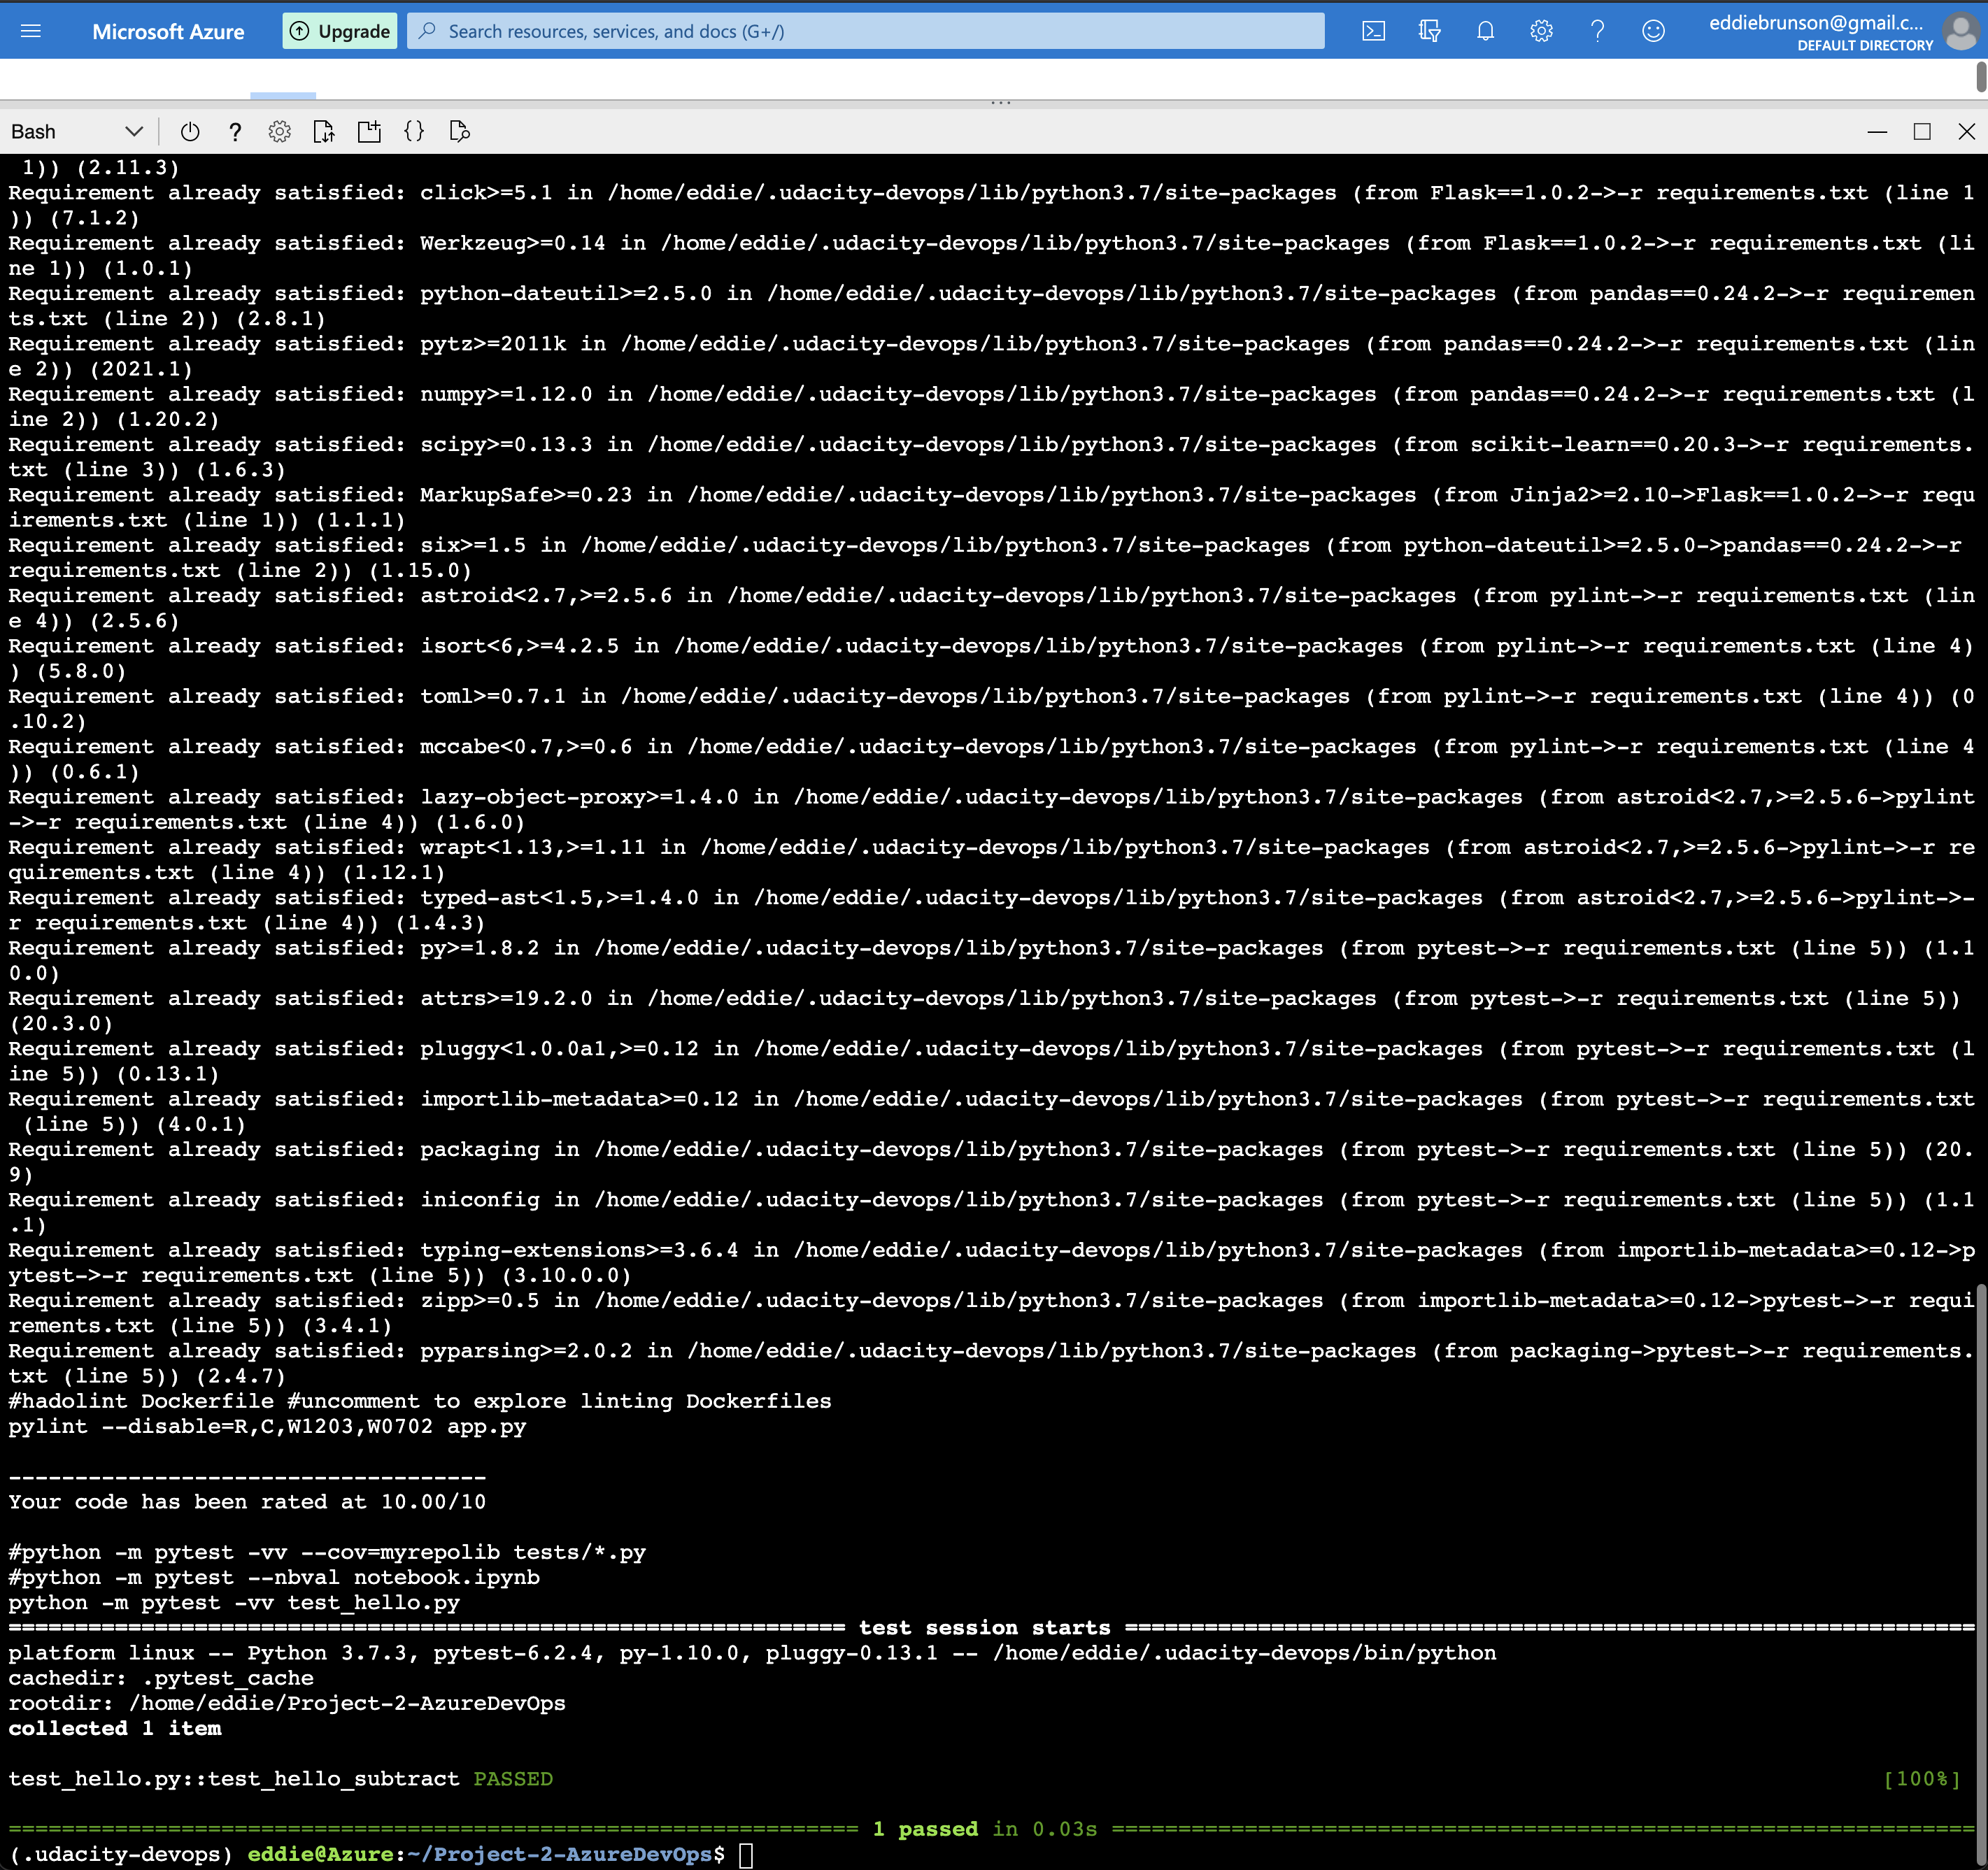 Microsoft Azure
Upgrade
Search resources, services, and docs (G+/)
eddiebrunson@gmail.c...
DEFAULT DIRECTORY
Bash
 1)) (2.11.3)
Requirement already satisfied: click>=5.1 in /home/eddie/.udacity-devops/lib/python3.7/site-packages (from Flask==1.0.2->-r requirements.txt (line 1
)) (7.1.2)
Requirement already satisfied: Werkzeug>=0.14 in /home/eddie/.udacity-devops/lib/python3.7/site-packages (from Flask==1.0.2->-r requirements.txt (li
ne 1)) (1.0.1)
Requirement already satisfied: python-dateutil>=2.5.0 in /home/eddie/.udacity-devops/lib/python3.7/site-packages (from pandas==0.24.2->-r requiremen
ts.txt (line 2)) (2.8.1)
Requirement already satisfied: pytz>=2011k in /home/eddie/.udacity-devops/lib/python3.7/site-packages (from pandas==0.24.2->-r requirements.txt (lin
e 2)) (2021.1)
Requirement already satisfied: numpy>=1.12.0 in /home/eddie/.udacity-devops/lib/python3.7/site-packages (from pandas==0.24.2->-r requirements.txt (l
ine 2)) (1.20.2)
Requirement already satisfied: scipy>=0.13.3 in /home/eddie/.udacity-devops/lib/python3.7/site-packages (from scikit-learn==0.20.3->-r requirements.
txt (line 3)) (1.6.3)
Requirement already satisfied: MarkupSafe>=0.23 in /home/eddie/.udacity-devops/lib/python3.7/site-packages (from Jinja2>=2.10->Flask==1.0.2->-r requ
irements.txt (line 1)) (1.1.1)
Requirement already satisfied: six>=1.5 in /home/eddie/.udacity-devops/lib/python3.7/site-packages (from python-dateutil>=2.5.0->pandas==0.24.2->-r
requirements.txt (line 2)) (1.15.0)
Requirement already satisfied: astroid<2.7,>=2.5.6 in /home/eddie/.udacity-devops/lib/python3.7/site-packages (from pylint->-r requirements.txt (lin
e 4)) (2.5.6)
Requirement already satisfied: isort<6,>=4.2.5 in /home/eddie/.udacity-devops/lib/python3.7/site-packages (from pylint->-r requirements.txt (line 4)
) (5.8.0)
Requirement already satisfied: toml>=0.7.1 in /home/eddie/.udacity-devops/lib/python3.7/site-packages (from pylint->-r requirements.txt (line 4)) (0
.10.2)
Requirement already satisfied: mccabe<0.7,>=0.6 in /home/eddie/.udacity-devops/lib/python3.7/site-packages (from pylint->-r requirements.txt (line 4
)) (0.6.1)
Requirement already satisfied: lazy-object-proxy>=1.4.0 in /home/eddie/.udacity-devops/lib/python3.7/site-packages (from astroid<2.7,>=2.5.6->pylint
->-r requirements.txt (line 4)) (1.6.0)
Requirement already satisfied: wrapt<1.13,>=1.11 in /home/eddie/.udacity-devops/lib/python3.7/site-packages (from astroid<2.7,>=2.5.6->pylint->-r re
quirements.txt (line 4)) (1.12.1)
Requirement already satisfied: typed-ast<1.5,>=1.4.0 in /home/eddie/.udacity-devops/lib/python3.7/site-packages (from astroid<2.7,>=2.5.6->pylint->-
r requirements.txt (line 4)) (1.4.3)
Requirement already satisfied: py>=1.8.2 in /home/eddie/.udacity-devops/lib/python3.7/site-packages (from pytest->-r requirements.txt (line 5)) (1.1
0.0)
Requirement already satisfied: attrs>=19.2.0 in /home/eddie/.udacity-devops/lib/python3.7/site-packages (from pytest->-r requirements.txt (line 5))
(20.3.0)
Requirement already satisfied: pluggy<1.0.0a1,>=0.12 in /home/eddie/.udacity-devops/lib/python3.7/site-packages (from pytest->-r requirements.txt (l
ine 5)) (0.13.1)
Requirement already satisfied: importlib-metadata>=0.12 in /home/eddie/.udacity-devops/lib/python3.7/site-packages (from pytest->-r requirements.txt
 (line 5)) (4.0.1)
Requirement already satisfied: packaging in /home/eddie/.udacity-devops/lib/python3.7/site-packages (from pytest->-r requirements.txt (line 5)) (20.
9)
Requirement already satisfied: iniconfig in /home/eddie/.udacity-devops/lib/python3.7/site-packages (from pytest->-r requirements.txt (line 5)) (1.1
.1)
Requirement already satisfied: typing-extensions>=3.6.4 in /home/eddie/.udacity-devops/lib/python3.7/site-packages (from importlib-metadata>=0.12->p
ytest->-r requirements.txt (line 5)) (3.10.0.0)
Requirement already satisfied: zipp>=0.5 in /home/eddie/.udacity-devops/lib/python3.7/site-packages (from importlib-metadata>=0.12->pytest->-r requi
rements.txt (line 5)) (3.4.1)
Requirement already satisfied: pyparsing>=2.0.2 in /home/eddie/.udacity-devops/lib/python3.7/site-packages (from packaging->pytest->-r requirements.
txt (line 5)) (2.4.7)
#hadolint Dockerfile #uncomment to explore linting Dockerfiles
pylint --disable=R,C,W1203,W0702 app.py
------------------------------------
Your code has been rated at 10.00/10
#python -m pytest -vv --cov=myrepolib tests/*.py
#python -m pytest --nbval notebook.ipynb
python -m pytest -vv test_hello.py
=============================================================== test session starts ================================================================
platform linux -- Python 3.7.3, pytest-6.2.4, py-1.10.0, pluggy-0.13.1 -- /home/eddie/.udacity-devops/bin/python
cachedir: .pytest_cache
rootdir: /home/eddie/Project-2-AzureDevOps
collected 1 item
test_hello.py::test_hello_subtract PASSED [100%]
================================================================ 1 passed in 0.03s =================================================================
(.udacity-devops) eddie@Azure:~/Project-2-AzureDevOps$